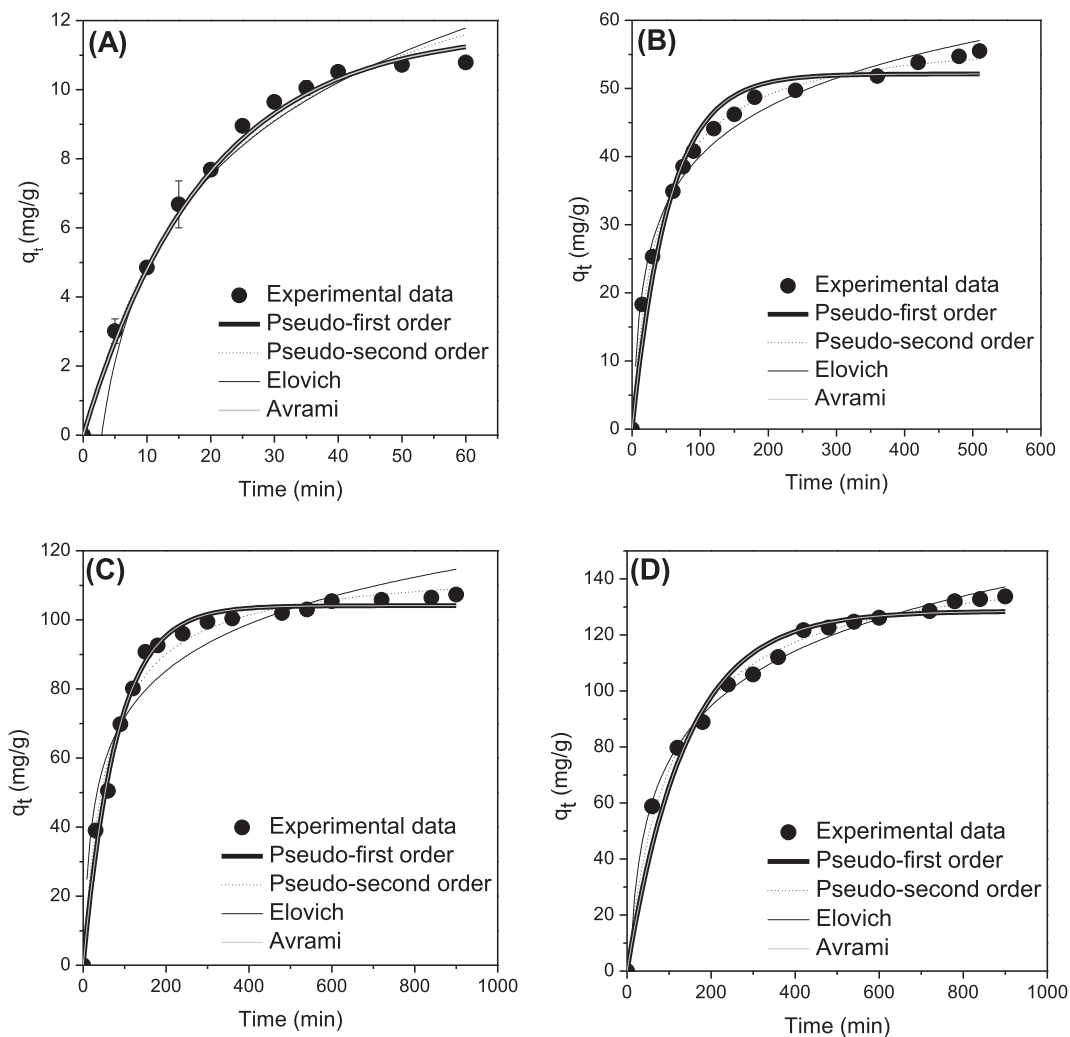 (A)
12
10
8
6
4
2
0
qt (mg/g)
Experimental data
Pseudo-first order
Pseudo-second order
Elovich
Avrami
0 10 20 30 40 50 60
Time (min)
(B)
60
50
40
30
20
10
0
qt (mg/g)
Experimental data
Pseudo-first order
Pseudo-second order
Elovich
Avrami
0 100 200 300 400 500 600
Time (min)
(C)
120
100
80
60
40
20
0
qt (mg/g)
Experimental data
Pseudo-first order
Pseudo-second order
Elovich
Avrami
0 200 400 600 800 1000
Time (min)
(D)
140
120
100
80
60
40
20
0
qt (mg/g)
Experimental data
Pseudo-first order
Pseudo-second order
Elovich
Avrami
0 200 400 600 800 1000
Time (min)